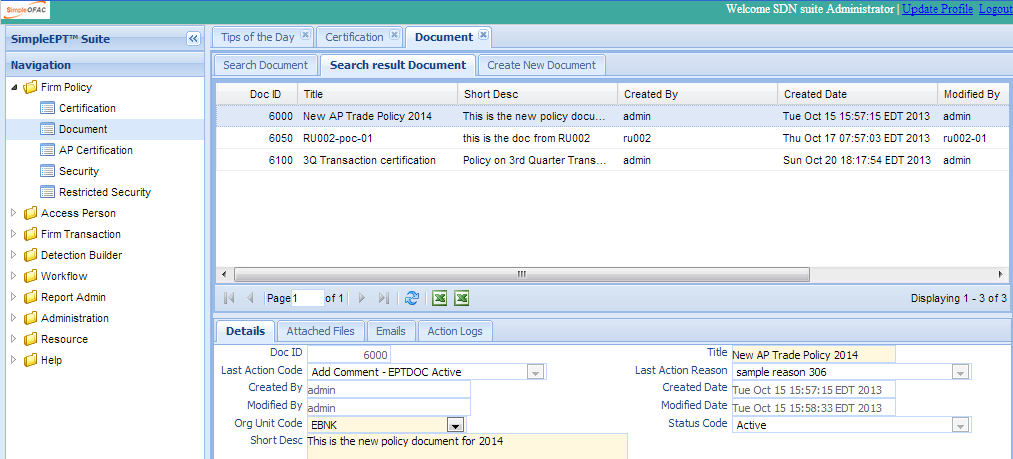 SimpleOFAC
Welcome SDN suite Administrator | Update Profile Logout
SimpleEPT™ Suite
Navigation
Firm Policy
Certification
Document
AP Certification
Security
Restricted Security
Access Person
Firm Transaction
Detection Builder
Workflow
Report Admin
Administration
Resource
Help
Tips of the Day Certification Document
Search Document Search result Document Create New Document
Doc ID Title Short Desc Created By Created Date Modified By
6000 New AP Trade Policy 2014 This is the new policy docu... admin Tue Oct 15 15:57:15 EDT 2013 admin
6050 RU002-poc-01 this is the doc from RU002 ru002 Thu Oct 17 07:57:03 EDT 2013 ru002-01
6100 3Q Transaction certification Policy on 3rd Quarter Trans... admin Sun Oct 20 18:17:54 EDT 2013 admin
Page 1 of 1 Displaying 1 - 3 of 3
Details Attached Files Emails Action Logs
Doc ID 6000 Title New AP Trade Policy 2014
Last Action Code Add Comment - EPTDOC Active Last Action Reason sample reason 306
Created By admin Created Date Tue Oct 15 15:57:15 EDT 2013
Modified By admin Modified Date Tue Oct 15 15:58:33 EDT 2013
Org Unit Code EBNK Status Code Active
Short Desc This is the new policy document for 2014